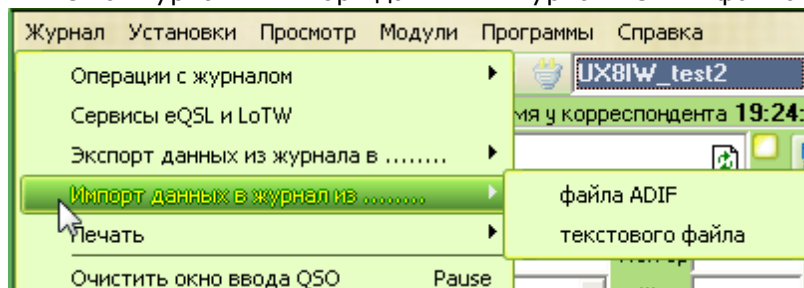 Журнал Установки Просмотр Модули Программы Справка
Операции с журналом
UX8IW_test2
Сервисы eQSL и LoTW
мя у корреспондента 19:24:
Экспорт данных из журнала в ........
Импорт данных в журнал из ........
файла ADIF
Печать
текстового файла
Очистить окно ввода QSO Pause